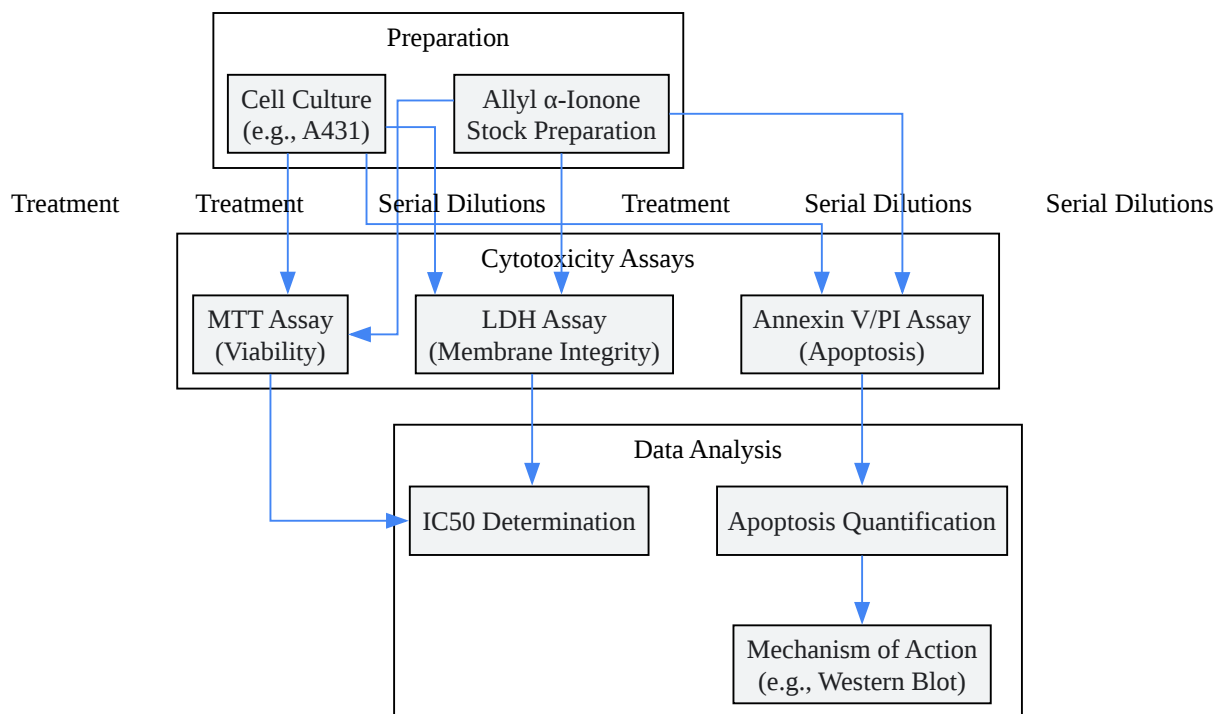 Preparation
Cell Culture
(e.g., A431)
Allyl α-Ionone
Stock Preparation
Treatment
Treatment
Serial Dilutions
Treatment
Serial Dilutions
Serial Dilutions
Cytotoxicity Assays
MTT Assay
(Viability)
LDH Assay
(Membrane Integrity)
Annexin V/PI Assay
(Apoptosis)
Data Analysis
IC50 Determination
Apoptosis Quantification
Mechanism of Action
(e.g., Western Blot)